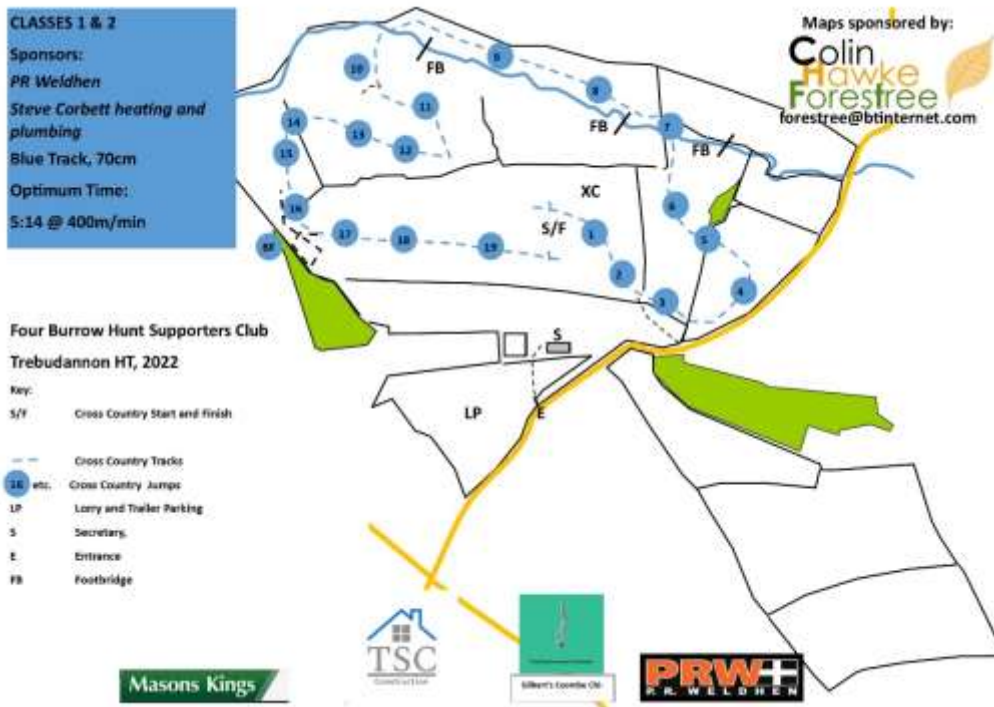 CLASSES 1 & 2
Sponsors:
PR Weldhen
Steve Corbett heating and
plumbing
Blue Track, 70cm
Optimum Time:
5:14 @ 400m/min
Maps sponsored by:
Colin
Hawke
Forestree
forestree@btinternet.com
FB
FB
FB
XC
S/F
10
11
12
13
14
15
16
17
18
19
1
2
3
4
5
6
7
8
9
S
LP
E
Four Burrow Hunt Supporters Club
Trebudannon HT, 2022
Key:
S/F Cross Country Start and Finish
Cross Country Tracks
16 etc. Cross Country Jumps
LP Lorry and Trailer Parking
S Secretary,
E Entrance
FB Footbridge
Masons Kings
TSC
Construction
Gilbert's Coombe
PRW
P.R. WELDHEN